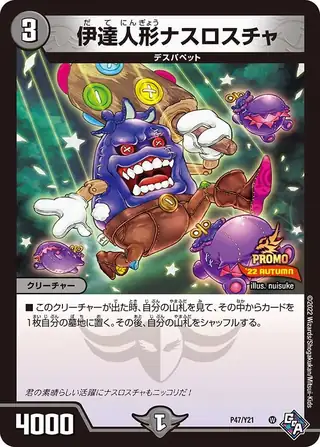 3
だてにんぎょう
伊達人形ナスロスチャ
デスパペット
PROMO
'22 AUTUMN
illus. nuisuke
クリーチャー
©2022 Wizards/Shogakukan/Mitsui-Kids
■このクリーチャーが出た時、自分の山札を見て、その中からカードを
1枚自分の墓地に置く。その後、自分の山札をシャッフルする。
君の素晴らしい活躍にナスロスチャもニッコリだ!
4000
P47/Y21